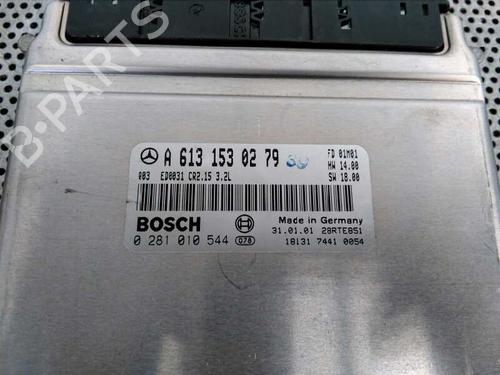 A 613 153 02 79
FD 01M01
HW 14.00
SW 18.00
003 ED0031 CR2.15 3.2L
BOSCH
0 281 010 544 078
Made in Germany
31.01.01 28RTE851
18131 7441 0054
B-PARTS